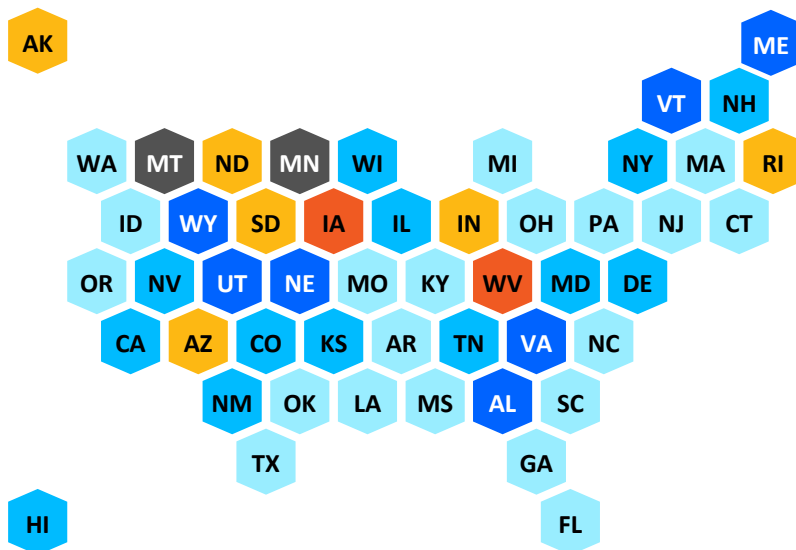 AK
ME
VT NH
WA MT ND MN WI MI NY MA RI
ID WY SD IA IL IN OH PA NJ CT
OR NV UT NE MO KY WV MD DE
CA AZ CO KS AR TN VA NC
NM OK LA MS AL SC
TX GA
HI FL